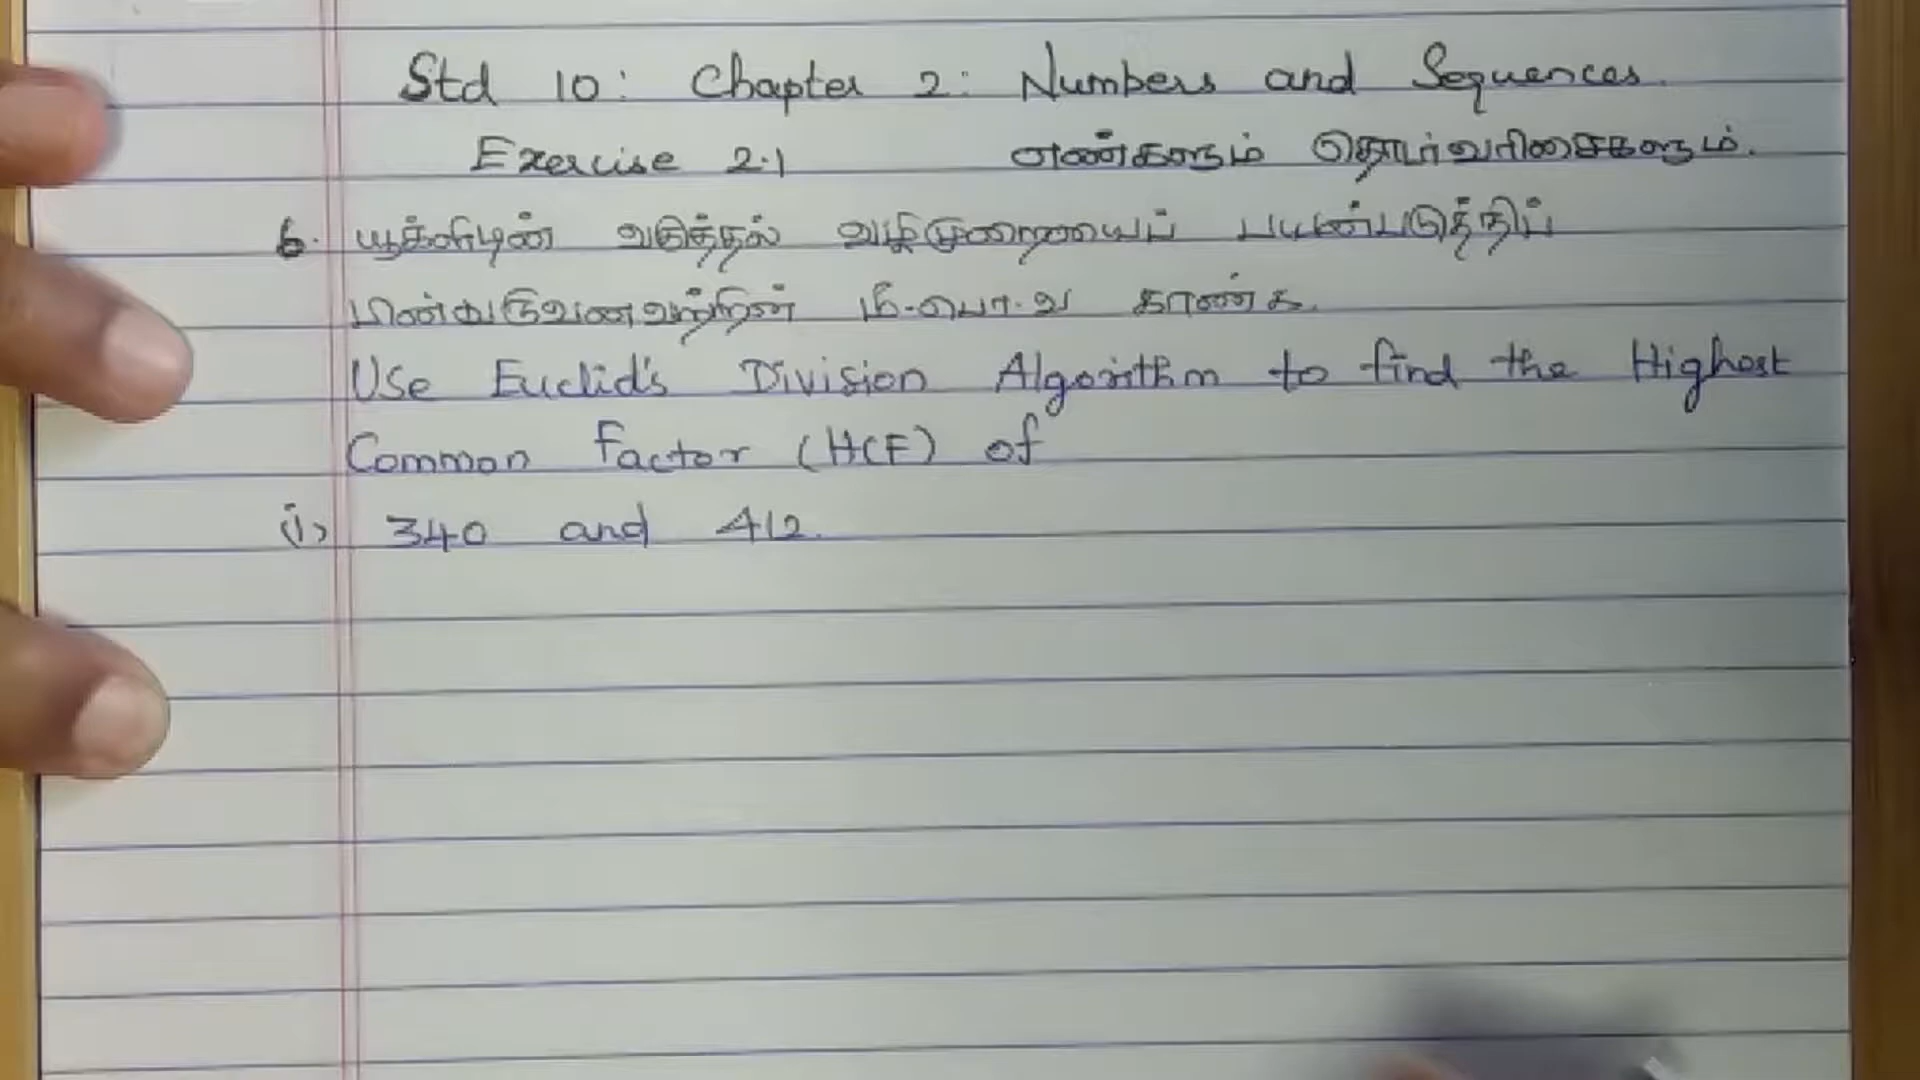 Std 10: Chapter 2: Numbers and Sequences.
Exercise 2.1 எண்களும் தொடர்வரிசைகளும்.
6. யூக்ளிடின் வகுத்தல் வழிமுறையைப் பயன்படுத்திப்
பின்வருவனவற்றின் மீ.பொ.வ காண்க.
Use Euclid's Division Algorithm to find the Highest
Common Factor (HCF) of
(i) 340 and 412.